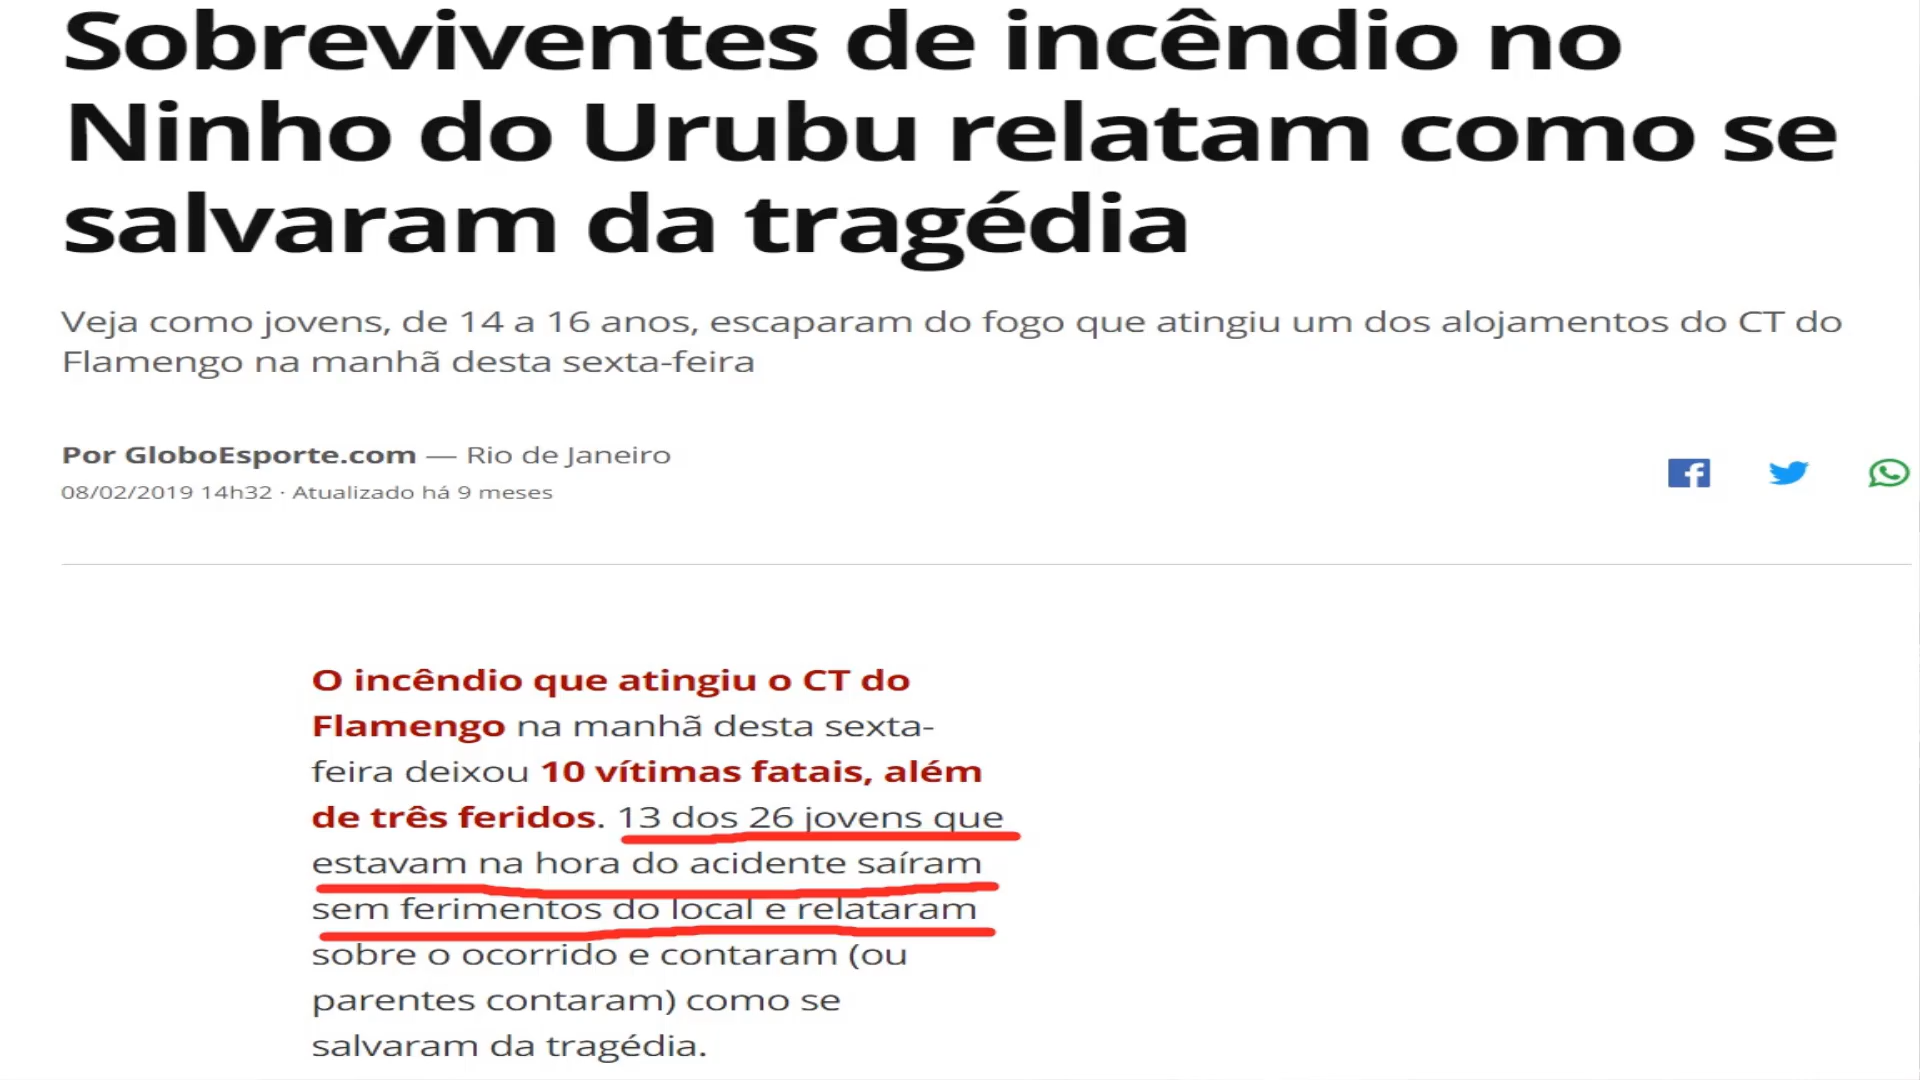 Sobreviventes de incêndio no
Ninho do Urubu relatam como se
salvaram da tragédia
Veja como jovens, de 14 a 16 anos, escaparam do fogo que atingiu um dos alojamentos do CT do
Flamengo na manhã desta sexta-feira
Por GloboEsporte.com — Rio de Janeiro
08/02/2019 14h32 · Atualizado há 9 meses
O incêndio que atingiu o CT do
Flamengo na manhã desta sexta-
feira deixou 10 vítimas fatais, além
de três feridos. 13 dos 26 jovens que
estavam na hora do acidente saíram
sem ferimentos do local e relataram
sobre o ocorrido e contaram (ou
parentes contaram) como se
salvaram da tragédia.